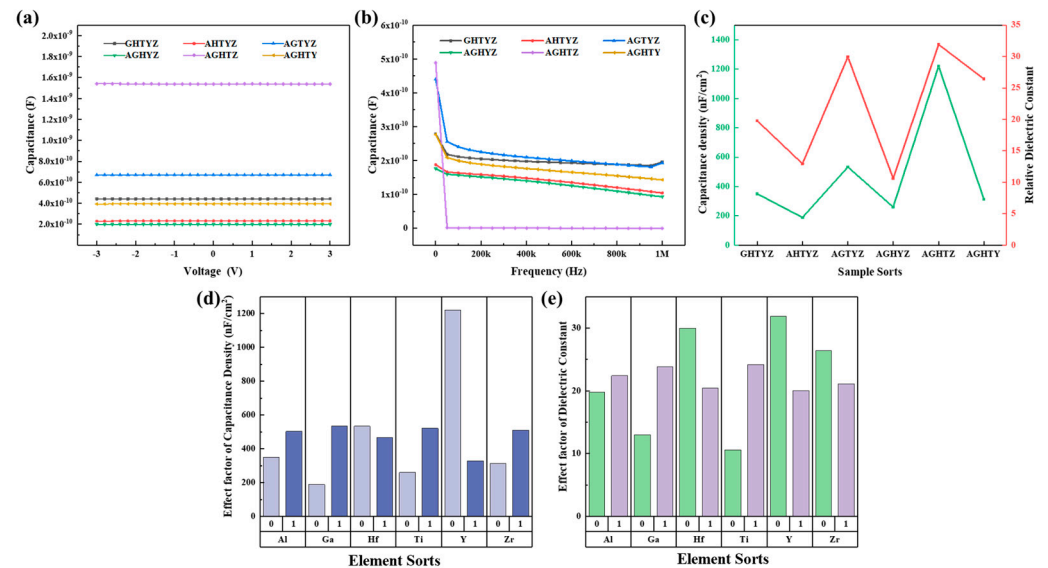 (a)
2.0x10⁻⁹
1.8x10⁻⁹
1.6x10⁻⁹
1.4x10⁻⁹
1.2x10⁻⁹
1.0x10⁻⁹
8.0x10⁻¹⁰
6.0x10⁻¹⁰
4.0x10⁻¹⁰
2.0x10⁻¹⁰
Capacitance (F)
GHTYZ AHTYZ AGTYZ
AGHYZ AGHTZ AGHTY
-3 -2 -1 0 1 2 3
Voltage (V)
(b)
6x10⁻¹⁰
5x10⁻¹⁰
4x10⁻¹⁰
3x10⁻¹⁰
2x10⁻¹⁰
1x10⁻¹⁰
0
Capacitance (F)
GHTYZ AHTYZ AGTYZ
AGHYZ AGHTZ AGHTY
0 200k 400k 600k 800k 1M
Frequency (Hz)
(c)
1400
1200
1000
800
600
400
200
0
Capacitance density (nF/cm²)
35
30
25
20
15
10
5
0
Relative Dielectric Constant
GHTYZ AHTYZ AGTYZ AGHYZ AGHTZ AGHTY
Sample Sorts
(d)
1200
1000
800
600
400
200
0
Effect factor of Capacitance Density (nF/cm²)
0 1 0 1 0 1 0 1 0 1 0 1
Al Ga Hf Ti Y Zr
Element Sorts
(e)
30
20
10
0
Effect factor of Dielectric Constant
0 1 0 1 0 1 0 1 0 1 0 1
Al Ga Hf Ti Y Zr
Element Sorts